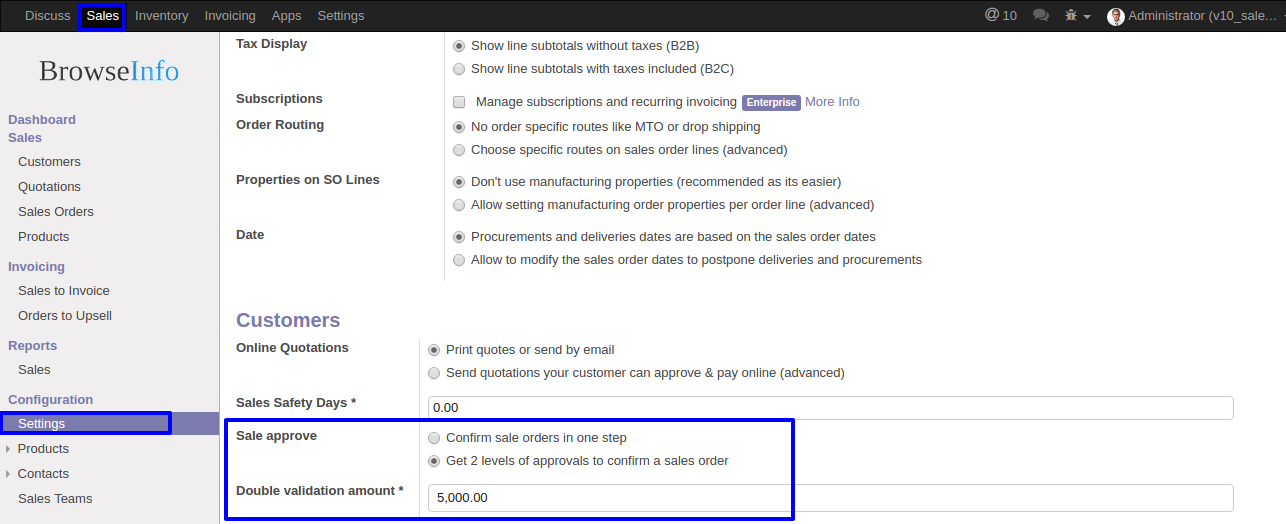 Discuss Sales Inventory Invoicing Apps Settings @ 10 Administrator (v10_sale...
BrowseInfo
Dashboard
Sales
Customers
Quotations
Sales Orders
Products
Invoicing
Sales to Invoice
Orders to Upsell
Reports
Sales
Configuration
Settings
Products
Contacts
Sales Teams
Tax Display
Show line subtotals without taxes (B2B)
Show line subtotals with taxes included (B2C)
Subscriptions
Manage subscriptions and recurring invoicing Enterprise More Info
Order Routing
No order specific routes like MTO or drop shipping
Choose specific routes on sales order lines (advanced)
Properties on SO Lines
Don't use manufacturing properties (recommended as its easier)
Allow setting manufacturing order properties per order line (advanced)
Date
Procurements and deliveries dates are based on the sales order dates
Allow to modify the sales order dates to postpone deliveries and procurements
Customers
Online Quotations
Print quotes or send by email
Send quotations your customer can approve & pay online (advanced)
Sales Safety Days *
0.00
Sale approve
Confirm sale orders in one step
Get 2 levels of approvals to confirm a sales order
Double validation amount *
5,000.00